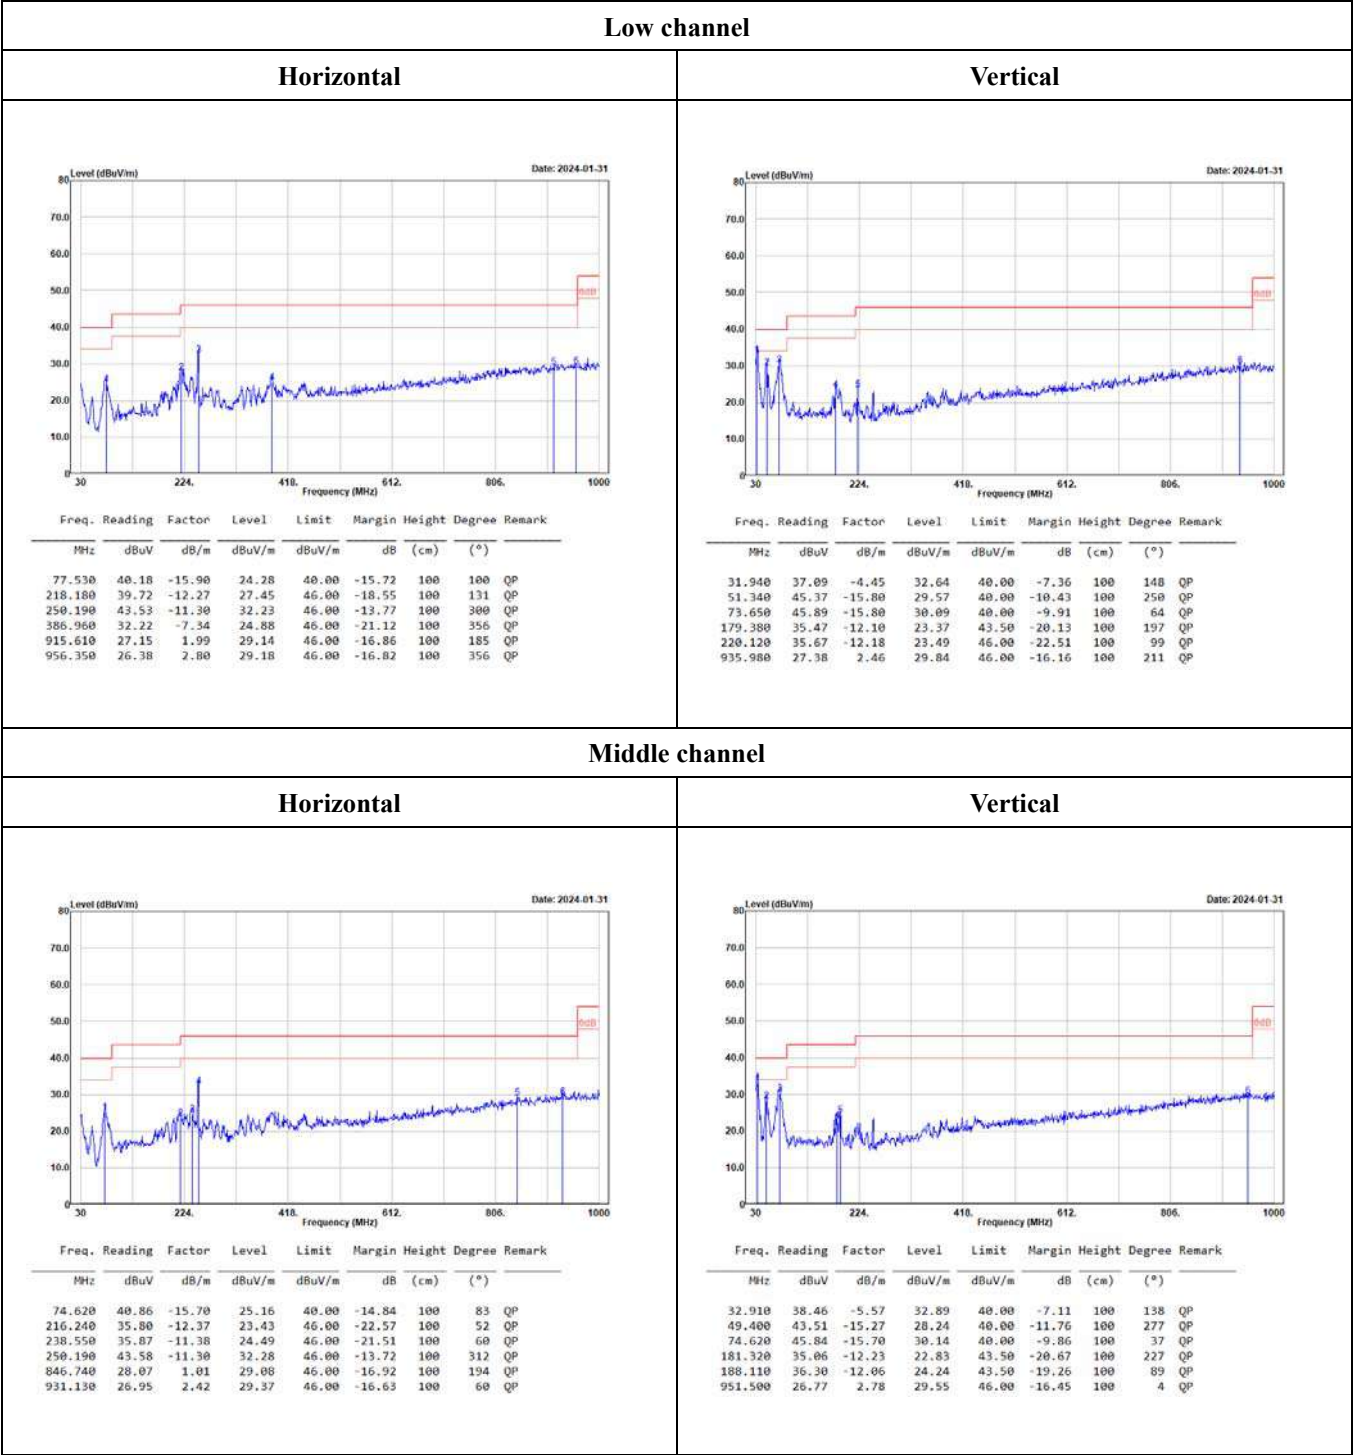 Low channel
Horizontal
Vertical
Level (dBuV/m)
Date: 2024-01-31
80
70.0
60.0
50.0
40.0
30.0
20.0
10.0
0
30
224.
418.
612.
806.
1000
Frequency (MHz)
Freq. Reading Factor Level Limit Margin Height Degree Remark
MHz dBuV dB/m dBuV/m dBuV/m dB (cm) (°)
77.530 40.18 -15.90 24.28 40.00 -15.72 100 100 QP
218.180 39.72 -12.27 27.45 46.00 -18.55 100 131 QP
250.190 43.53 -11.30 32.23 46.00 -13.77 100 300 QP
386.960 32.22 -7.34 24.88 46.00 -21.12 100 356 QP
915.610 27.15 1.99 29.14 46.00 -16.86 100 185 QP
956.350 26.38 2.80 29.18 46.00 -16.82 100 356 QP
Level (dBuV/m)
Date: 2024-01-31
80
70.0
60.0
50.0
40.0
30.0
20.0
10.0
0
30
224.
418.
612.
806.
1000
Frequency (MHz)
Freq. Reading Factor Level Limit Margin Height Degree Remark
MHz dBuV dB/m dBuV/m dBuV/m dB (cm) (°)
31.940 37.09 -4.45 32.64 40.00 -7.36 100 148 QP
51.340 45.37 -15.80 29.57 40.00 -10.43 100 250 QP
73.650 45.89 -15.80 30.09 40.00 -9.91 100 64 QP
179.380 35.47 -12.10 23.37 43.50 -20.13 100 197 QP
220.120 35.67 -12.18 23.49 46.00 -22.51 100 99 QP
935.980 27.38 2.46 29.84 46.00 -16.16 100 211 QP
Middle channel
Horizontal
Vertical
Level (dBuV/m)
Date: 2024-01-31
80
70.0
60.0
50.0
40.0
30.0
20.0
10.0
0
30
224.
418.
612.
806.
1000
Frequency (MHz)
Freq. Reading Factor Level Limit Margin Height Degree Remark
MHz dBuV dB/m dBuV/m dBuV/m dB (cm) (°)
74.620 40.86 -15.70 25.16 40.00 -14.84 100 83 QP
216.240 35.80 -12.37 23.43 46.00 -22.57 100 52 QP
238.550 35.87 -11.38 24.49 46.00 -21.51 100 60 QP
250.190 43.58 -11.30 32.28 46.00 -13.72 100 312 QP
846.740 28.07 1.01 29.08 46.00 -16.92 100 194 QP
931.130 26.95 2.42 29.37 46.00 -16.63 100 60 QP
Level (dBuV/m)
Date: 2024-01-31
80
70.0
60.0
50.0
40.0
30.0
20.0
10.0
0
30
224.
418.
612.
806.
1000
Frequency (MHz)
Freq. Reading Factor Level Limit Margin Height Degree Remark
MHz dBuV dB/m dBuV/m dBuV/m dB (cm) (°)
32.910 38.46 -5.57 32.89 40.00 -7.11 100 138 QP
49.400 43.51 -15.27 28.24 40.00 -11.76 100 277 QP
74.620 45.84 -15.70 30.14 40.00 -9.86 100 37 QP
181.320 35.06 -12.23 22.83 43.50 -20.67 100 227 QP
188.110 36.30 -12.06 24.24 43.50 -19.26 100 89 QP
951.500 26.77 2.78 29.55 46.00 -16.45 100 4 QP